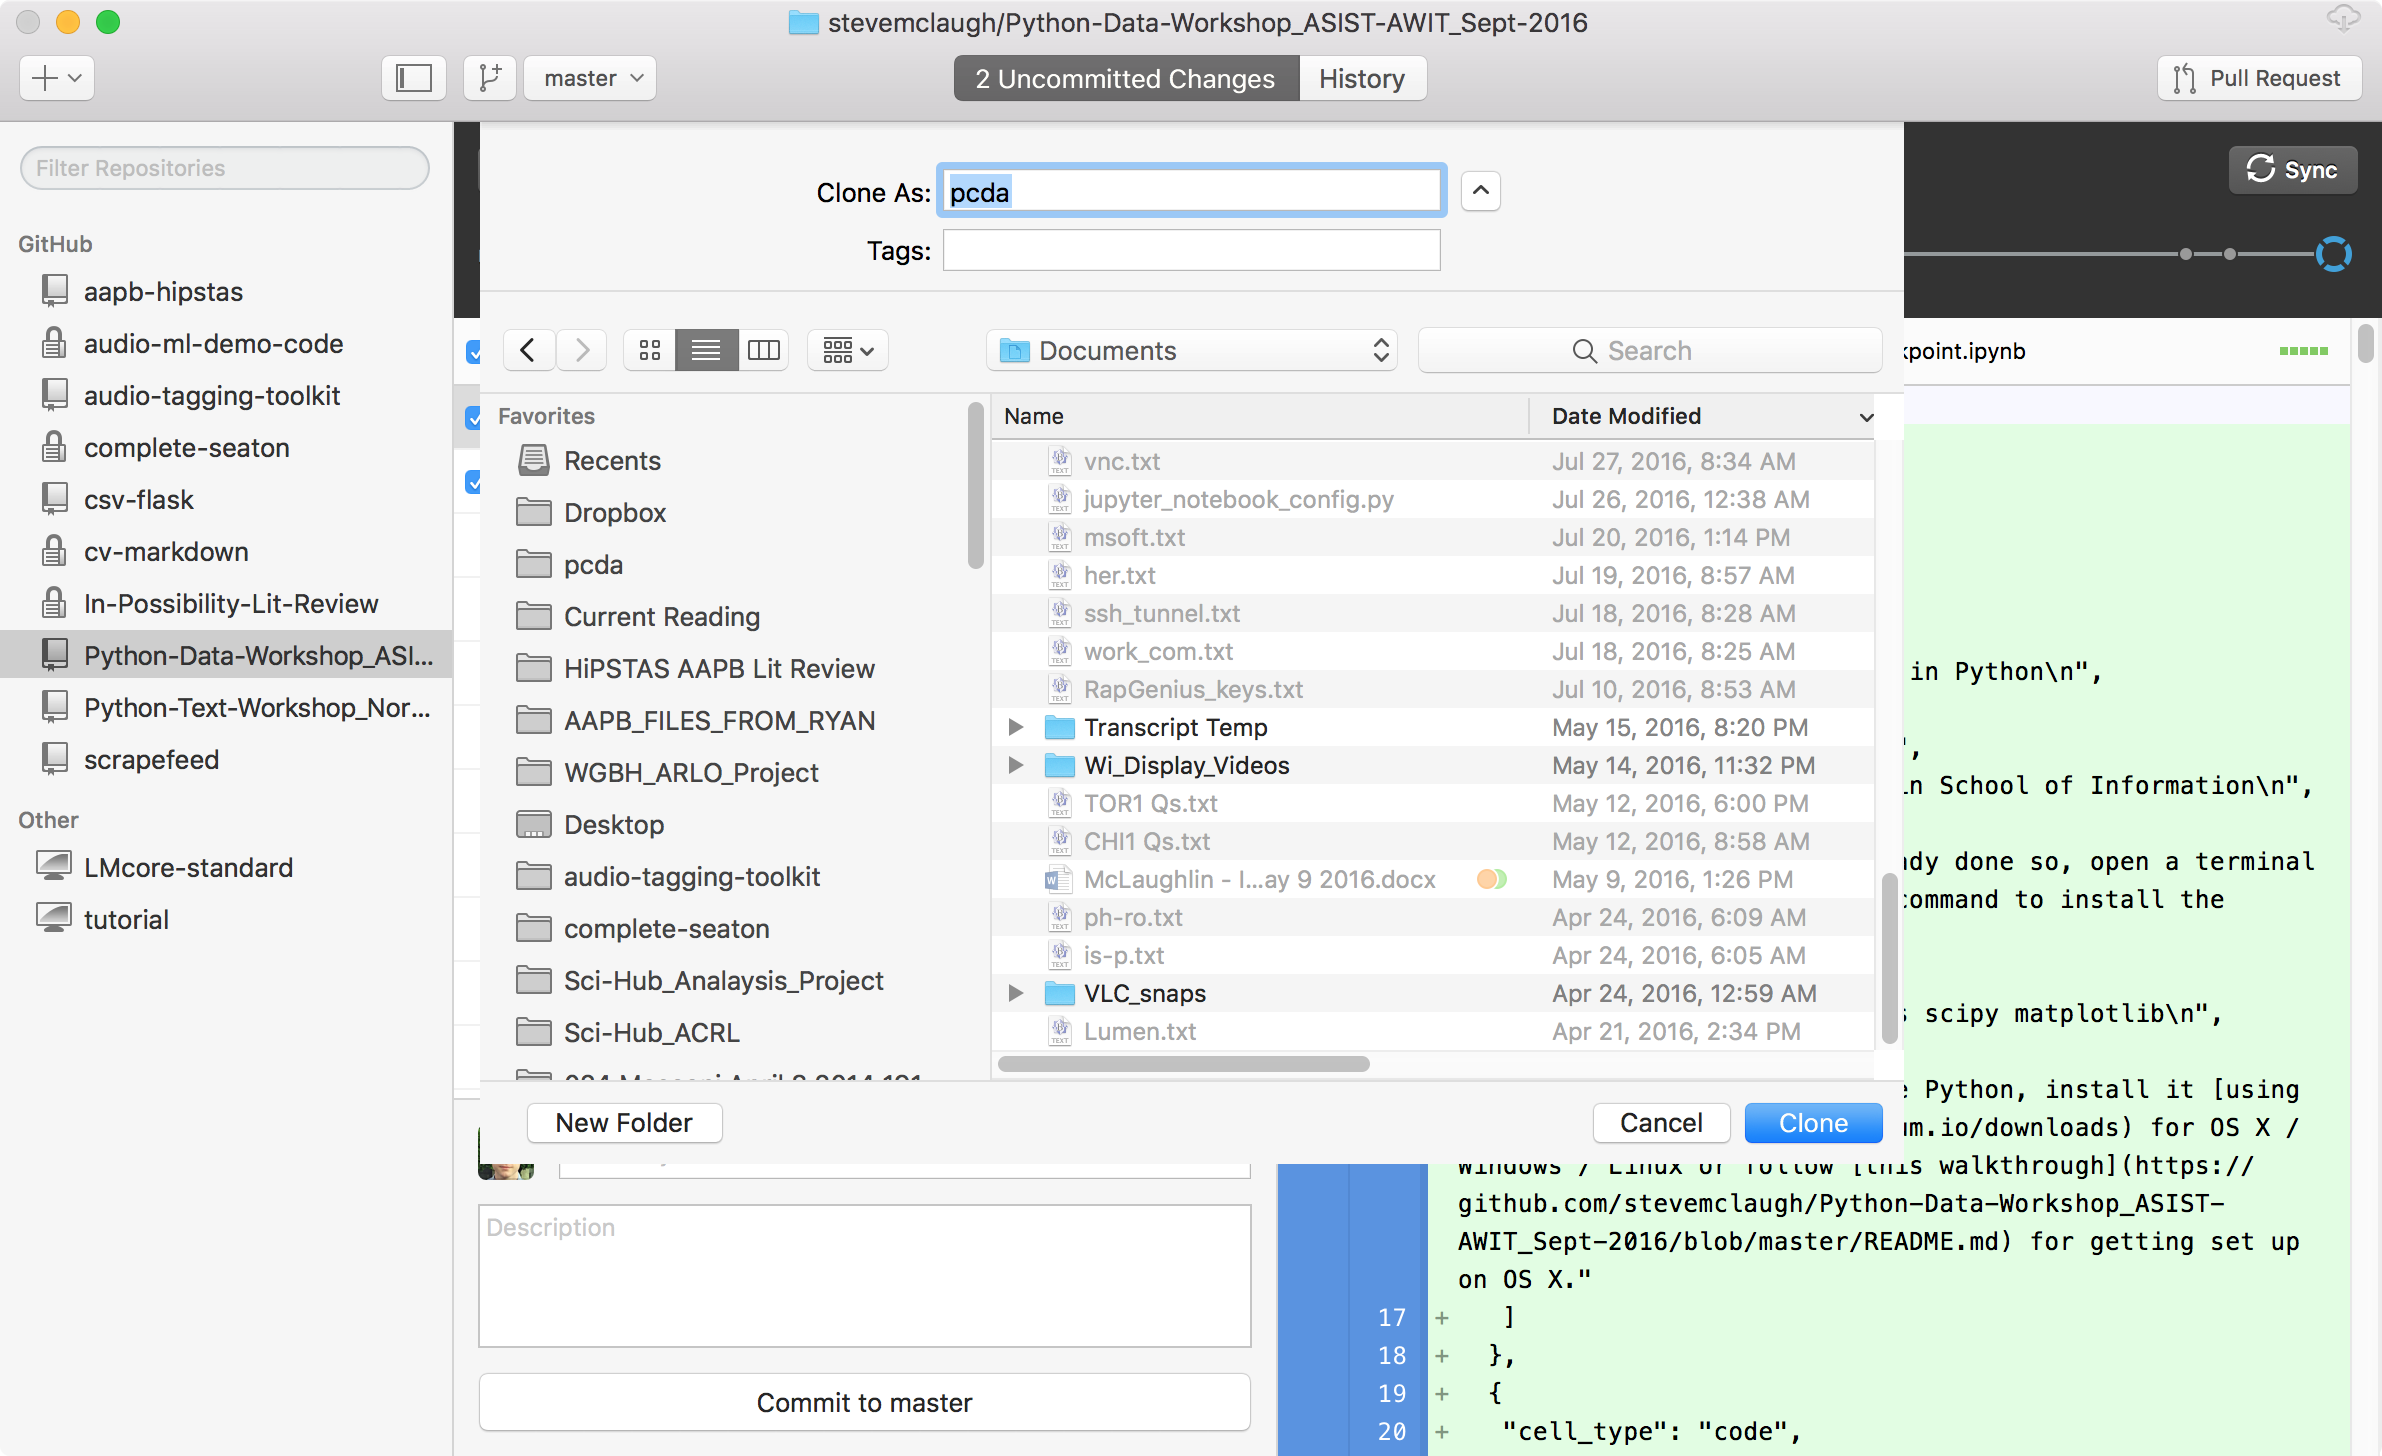 stevemclaugh/Python-Data-Workshop_ASIST-AWIT_Sept-2016
master
2 Uncommitted Changes
History
Pull Request
Filter Repositories
GitHub
aapb-hipstas
audio-ml-demo-code
audio-tagging-toolkit
complete-seaton
csv-flask
cv-markdown
In-Possibility-Lit-Review
Python-Data-Workshop_ASI...
Python-Text-Workshop_Nor...
scrapefeed
Other
LMcore-standard
tutorial
Clone As: pcda
Tags:
Sync
Documents
Search
Favorites
Recents
Dropbox
pcda
Current Reading
HiPSTAS AAPB Lit Review
AAPB_FILES_FROM_RYAN
WGBH_ARLO_Project
Desktop
audio-tagging-toolkit
complete-seaton
Sci-Hub_Analaysis_Project
Sci-Hub_ACRL
Name Date Modified
vnc.txt Jul 27, 2016, 8:34 AM
jupyter_notebook_config.py Jul 26, 2016, 12:38 AM
msoft.txt Jul 20, 2016, 1:14 PM
her.txt Jul 19, 2016, 8:57 AM
ssh_tunnel.txt Jul 18, 2016, 8:28 AM
work_com.txt Jul 18, 2016, 8:25 AM
RapGenius_keys.txt Jul 10, 2016, 8:53 AM
Transcript Temp May 15, 2016, 8:20 PM
Wi_Display_Videos May 14, 2016, 11:32 PM
TOR1 Qs.txt May 12, 2016, 6:00 PM
CHI1 Qs.txt May 12, 2016, 8:58 AM
McLaughlin - I...ay 9 2016.docx May 9, 2016, 1:26 PM
ph-ro.txt Apr 24, 2016, 6:09 AM
is-p.txt Apr 24, 2016, 6:05 AM
VLC_snaps Apr 24, 2016, 12:59 AM
Lumen.txt Apr 21, 2016, 2:34 PM
New Folder
Cancel
Clone
Description
Commit to master
kpoint.ipynb
in Python\n",
",
n School of Information\n",
dy done so, open a terminal
command to install the
scipy matplotlib\n",
Python, install it [using
m.io/downloads) for OS X /
Windows / Linux or follow [this walkthrough](https://
github.com/stevemclaugh/Python-Data-Workshop_ASIST-
AWIT_Sept-2016/blob/master/README.md) for getting set up
on OS X."
17 + ]
18 + },
19 + {
20 + "cell_type": "code",